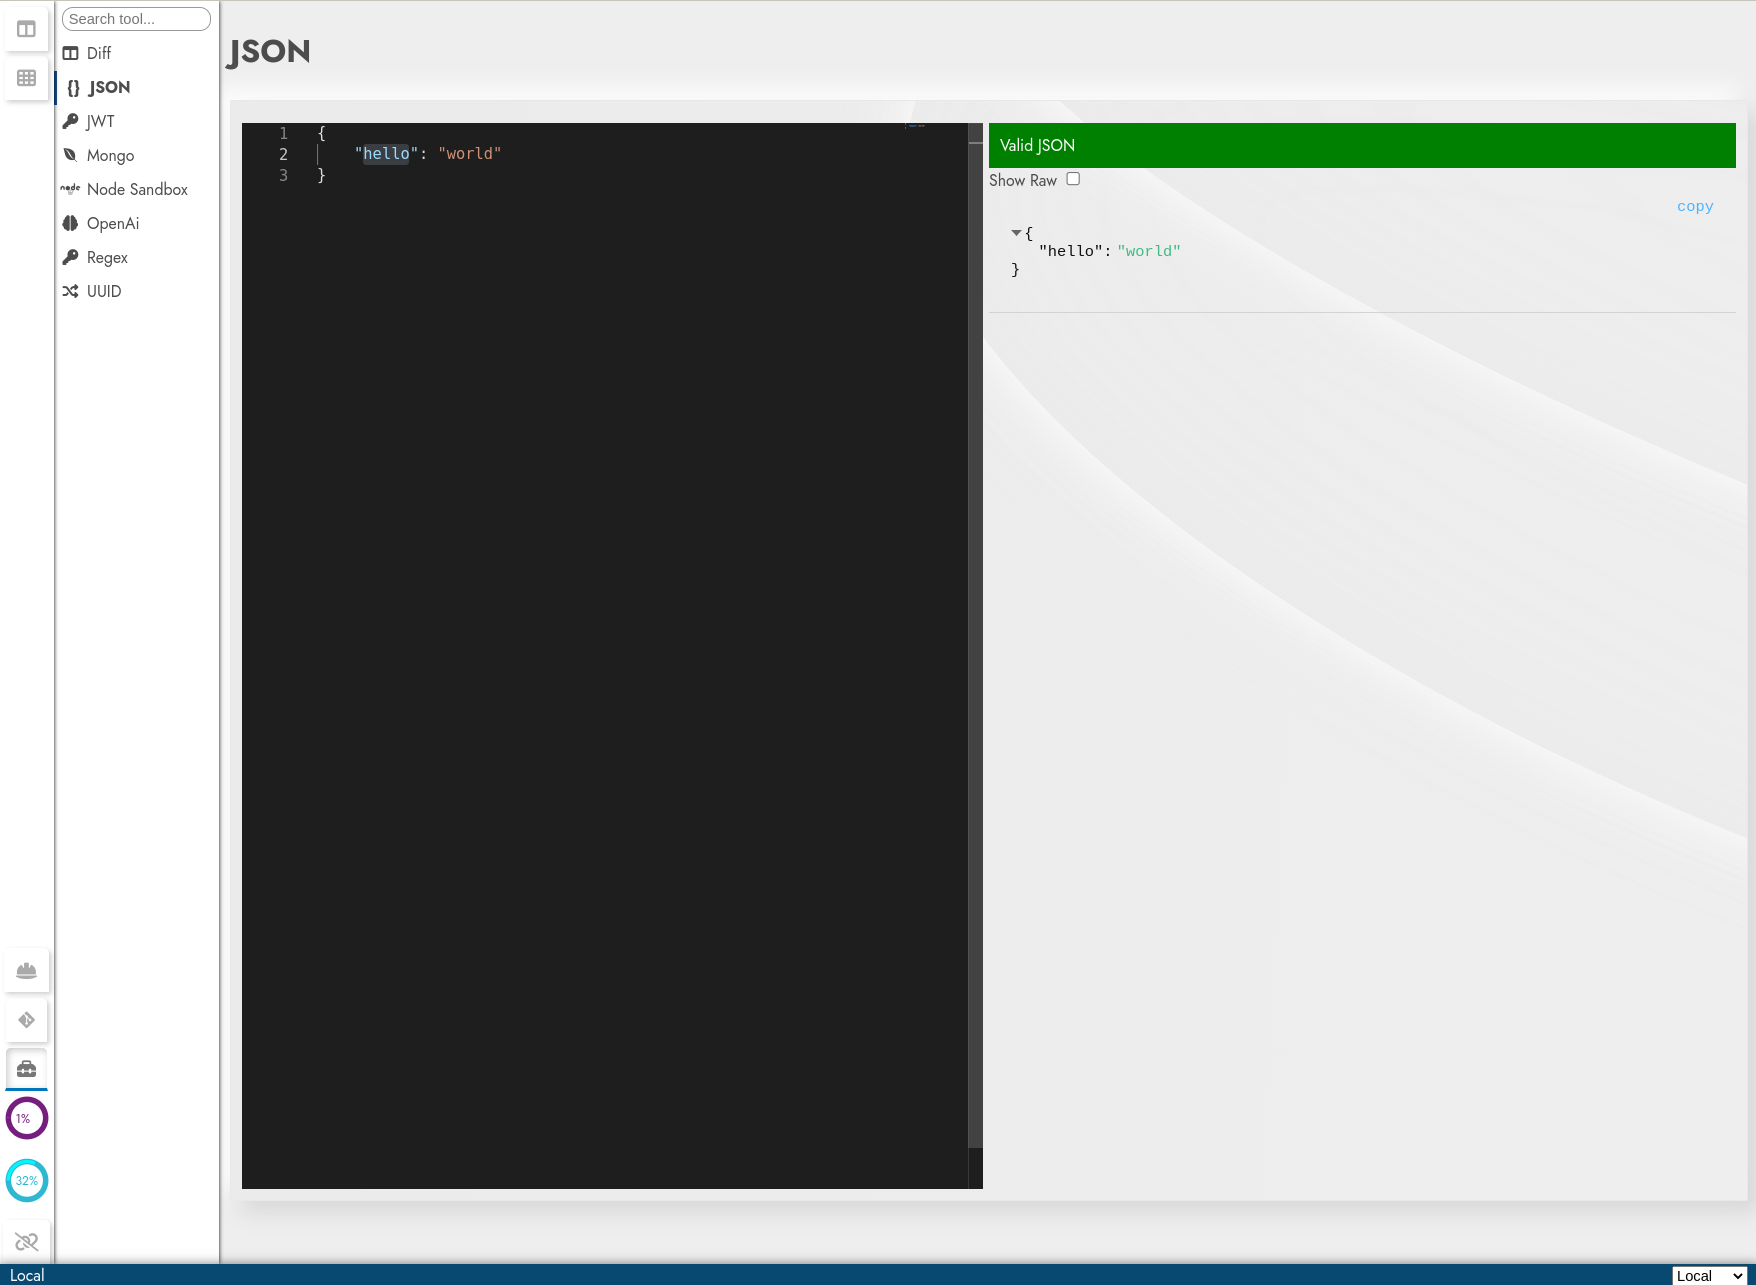 Search tool...
Diff
{} JSON
JWT
Mongo
node Node Sandbox
OpenAi
Regex
UUID
1%
32%
JSON
1 {
2 "hello": "world"
3 }
Valid JSON
Show Raw
copy
{
"hello": "world"
}
Local
Local